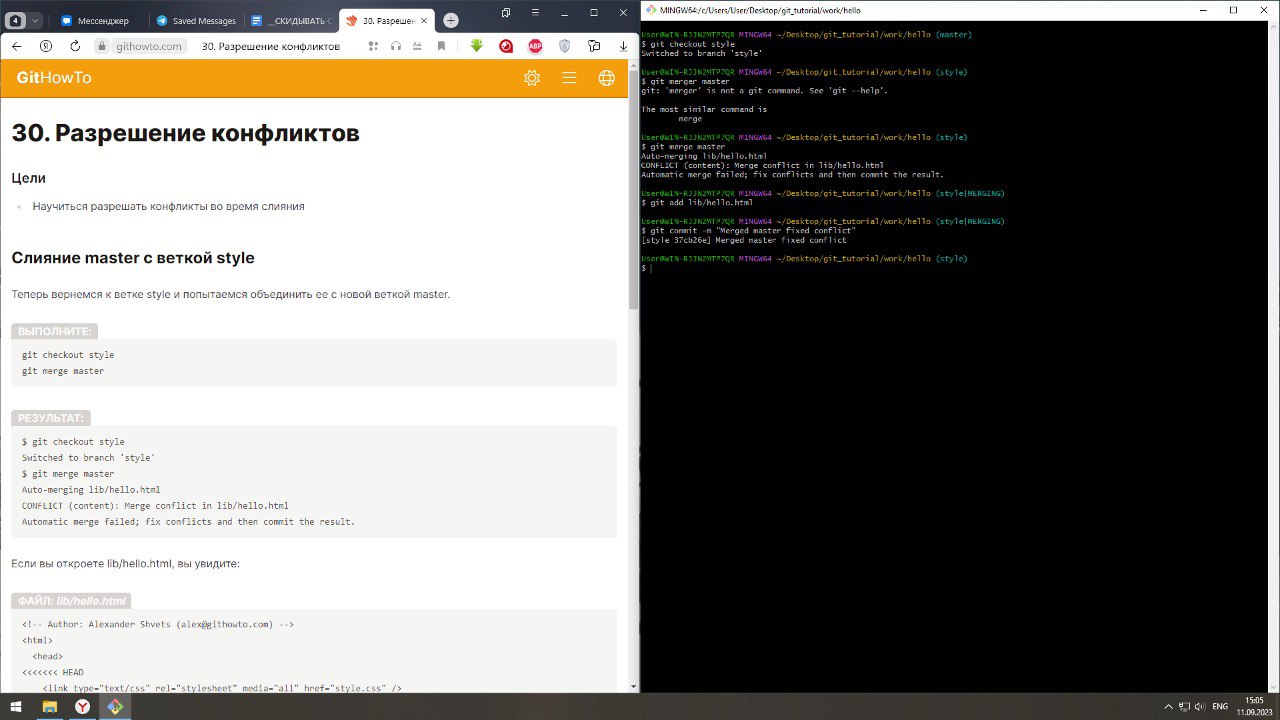 4
Мессенджер
Saved Messages
__СКИДЫВАТЬ С
30. Разрешен
githowto.com
30. Разрешение конфликтов
ABP
GitHowTo
30. Разрешение конфликтов
Цели
Научиться разрешать конфликты во время слияния
Слияние master с веткой style
Теперь вернемся к ветке style и попытаемся объединить ее с новой веткой master.
ВЫПОЛНИТЕ:
git checkout style
git merge master
РЕЗУЛЬТАТ:
$ git checkout style
Switched to branch 'style'
$ git merge master
Auto-merging lib/hello.html
CONFLICT (content): Merge conflict in lib/hello.html
Automatic merge failed; fix conflicts and then commit the result.
Если вы откроете lib/hello.html, вы увидите:
ФАЙЛ: lib/hello.html
<!-- Author: Alexander Shvets (alex@githowto.com) -->
<html>
<head>
<<<<<<< HEAD
<link type="text/css" rel="stylesheet" media="all" href="style.css" />
MINGW64:/c/Users/User/Desktop/git_tutorial/work/hello
User@WIN-RJJN2MTP7QR MINGW64 ~/Desktop/git_tutorial/work/hello (master)
$ git checkout style
Switched to branch 'style'
User@WIN-RJJN2MTP7QR MINGW64 ~/Desktop/git_tutorial/work/hello (style)
$ git merger master
git: 'merger' is not a git command. See 'git --help'.
The most similar command is
merge
User@WIN-RJJN2MTP7QR MINGW64 ~/Desktop/git_tutorial/work/hello (style)
$ git merge master
Auto-merging lib/hello.html
CONFLICT (content): Merge conflict in lib/hello.html
Automatic merge failed; fix conflicts and then commit the result.
User@WIN-RJJN2MTP7QR MINGW64 ~/Desktop/git_tutorial/work/hello (style|MERGING)
$ git add lib/hello.html
User@WIN-RJJN2MTP7QR MINGW64 ~/Desktop/git_tutorial/work/hello (style|MERGING)
$ git commit -m "Merged master fixed conflict"
[style 37cb26e] Merged master fixed conflict
User@WIN-RJJN2MTP7QR MINGW64 ~/Desktop/git_tutorial/work/hello (style)
$
ENG
15:05
11.09.2023